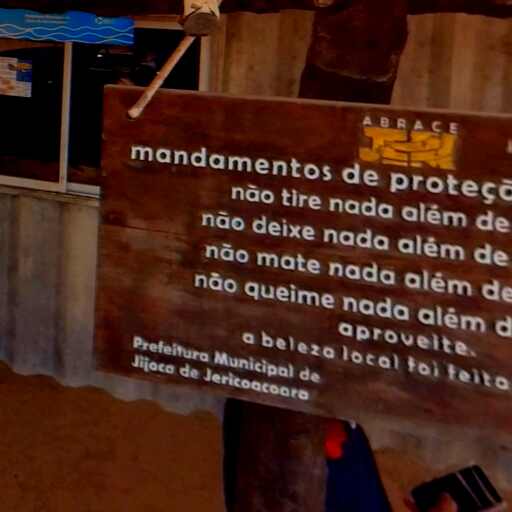 ABRACE
mandamentos de proteçã
não tire nada além de
não deixe nada além de
não mate nada além de
não queime nada além d
aproveite.
a beleza local foi feita
Prefeitura Municipal de
Jijoca de Jericoacoara